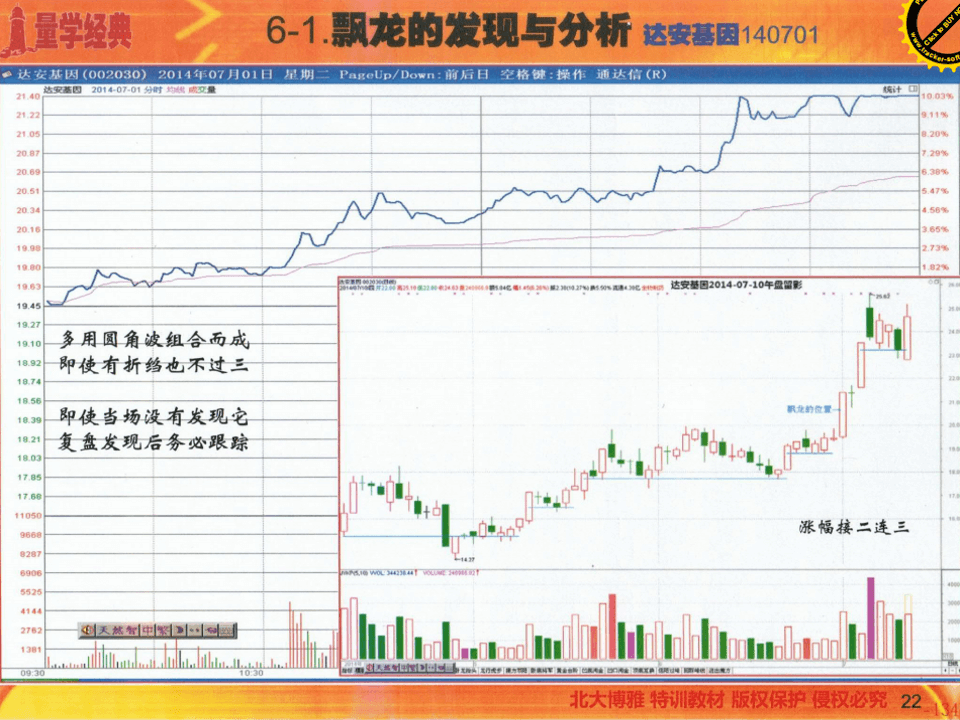 量学经典
6-1.飘龙的发现与分析 达安基因140701
达安基因(002030) 2014年07月01日 星期二 PageUp/Down:前后日 空格键:操作 通达信(R)
达安基因 2014-07-01 分时 均线 成交量
统计
21.40 10.03%
21.22 9.11%
21.05 8.20%
20.87 7.29%
20.69 6.38%
20.51 5.47%
20.34 4.56%
20.16 3.65%
19.98 2.73%
19.80 1.82%
19.63
19.45
19.27
19.10
18.92
18.74
18.56
18.39
18.21
18.03
17.85
17.68
11050
9668
8287
6906
5525
4144
2762
1381
09:30 10:30
多用圆角波组合而成
即使有折绉也不过三
即使当场没有发现它
复盘发现后务必跟踪
达安基因2014-07-10午盘留影
飘龙的位置
14.27
涨幅接二连三
天然智中繁
北大博雅 特训教材 版权保护 侵权必究 22
-134
Click to BUY